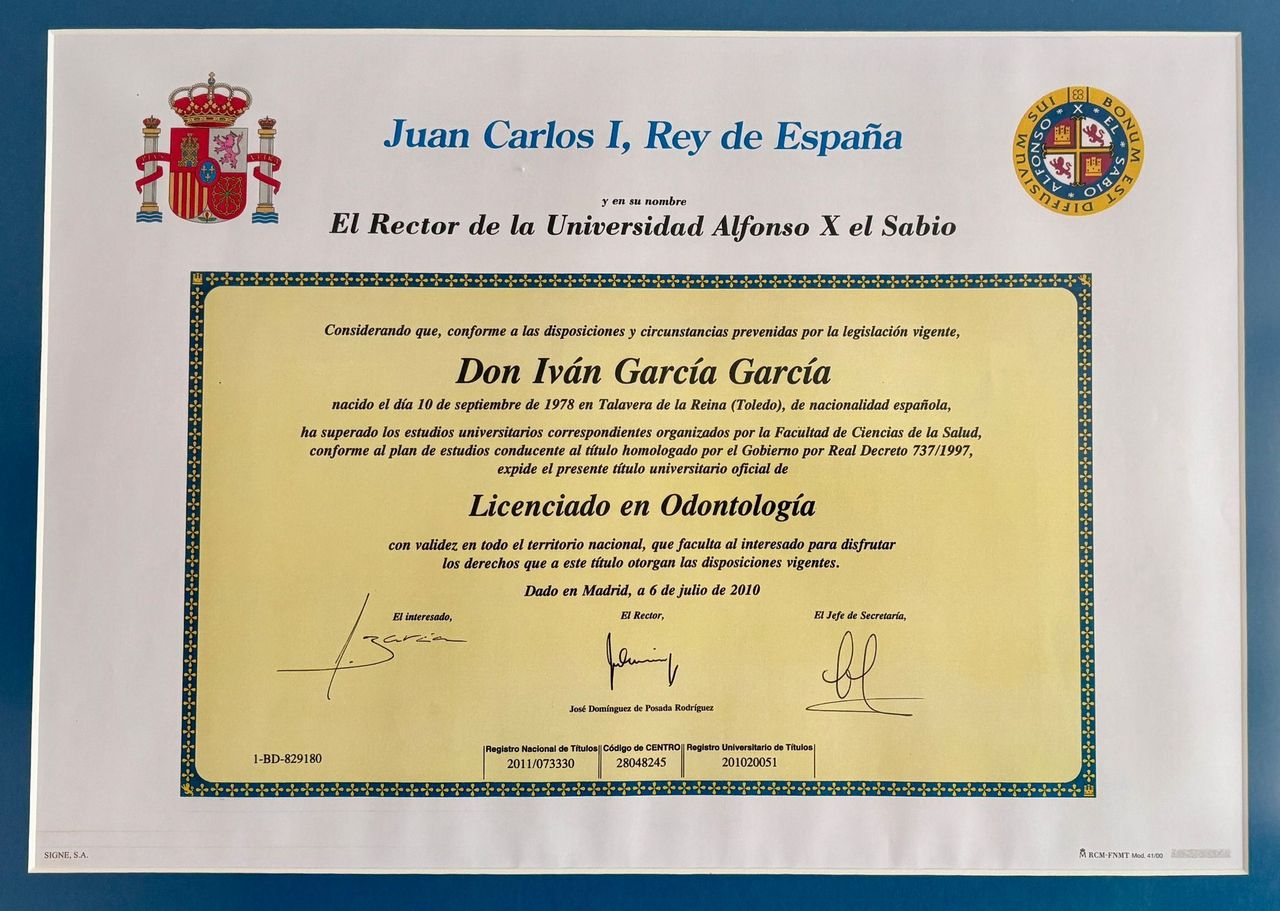 Juan Carlos I, Rey de España
BONUM EST DIFFUSIVUM SUI
ALFONSO X EL SABIO
PLVS VLTRA
y en su nombre
El Rector de la Universidad Alfonso X el Sabio
Considerando que, conforme a las disposiciones y circunstancias prevenidas por la legislación vigente,
Don Iván García García
nacido el día 10 de septiembre de 1978 en Talavera de la Reina (Toledo), de nacionalidad española,
ha superado los estudios universitarios correspondientes organizados por la Facultad de Ciencias de la Salud,
conforme al plan de estudios conducente al título homologado por el Gobierno por Real Decreto 737/1997,
expide el presente título universitario oficial de
Licenciado en Odontología
con validez en todo el territorio nacional, que faculta al interesado para disfrutar
los derechos que a este título otorgan las disposiciones vigentes.
Dado en Madrid, a 6 de julio de 2010
El interesado, El Rector, El Jefe de Secretaría,
José Domínguez de Posada Rodríguez
Registro Nacional de Títulos Código de CENTRO Registro Universitario de Títulos
1-BD-829180 2011/073330 28048245 201020051
SIGNE, S.A. RCM-FNMT Mod. 41/00